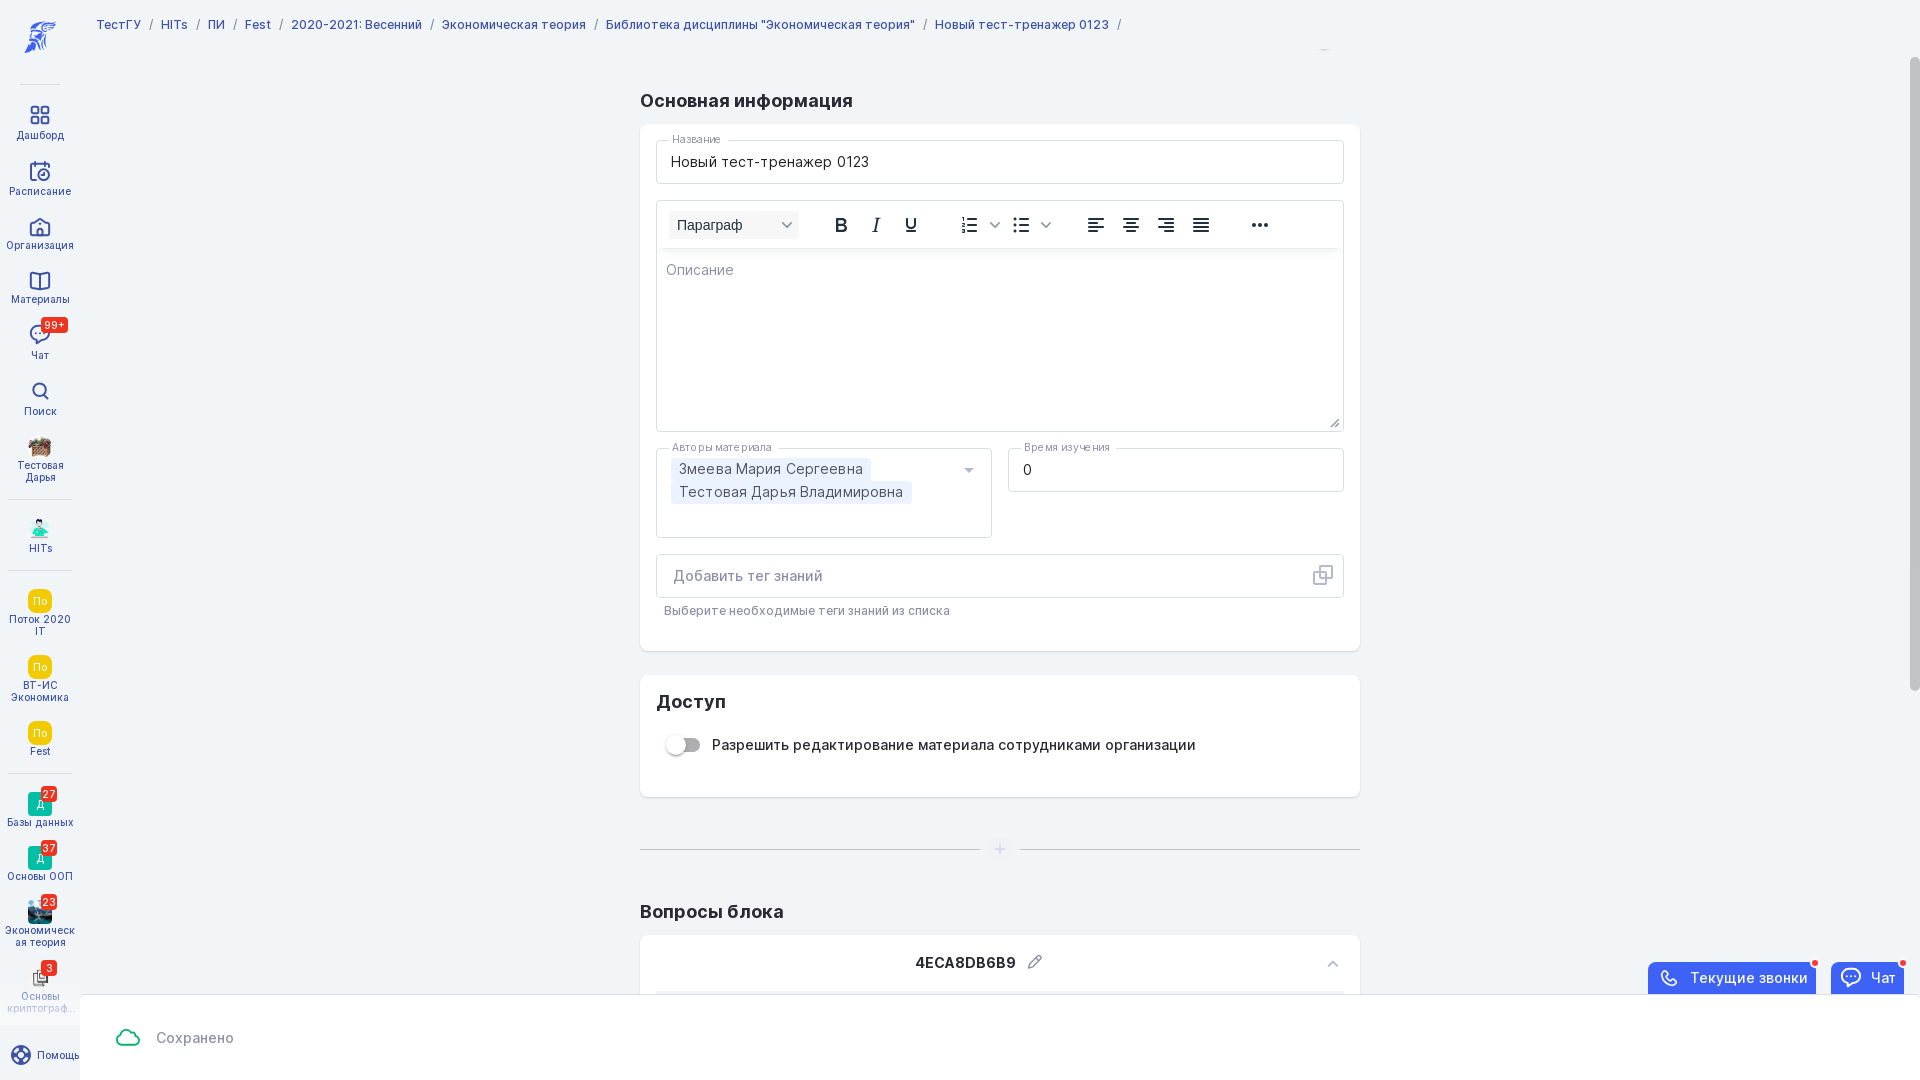 ТестГУ / HITs / ПИ / Fest / 2020-2021: Весенний / Экономическая теория / Библиотека дисциплины "Экономическая теория" / Новый тест-тренажер 0123 /
Дашборд
Расписание
Организация
Материалы
99+
Чат
Поиск
Тестовая
Дарья
HITs
По
Поток 2020
IT
По
ВТ-ИС
Экономика
По
Fest
27
Д
Базы данных
37
Д
Основы ООП
23
Экономическ
ая теория
3
Основы
криптограф...
Помощь
Основная информация
Название
Новый тест-тренажер 0123
Параграф
Описание
Авторы материала
Змеева Мария Сергеевна
Тестовая Дарья Владимировна
Время изучения
0
Добавить тег знаний
Выберите необходимые теги знаний из списка
Доступ
Разрешить редактирование материала сотрудниками организации
Вопросы блока
4ECA8DB6B9
Текущие звонки
Чат
Сохранено